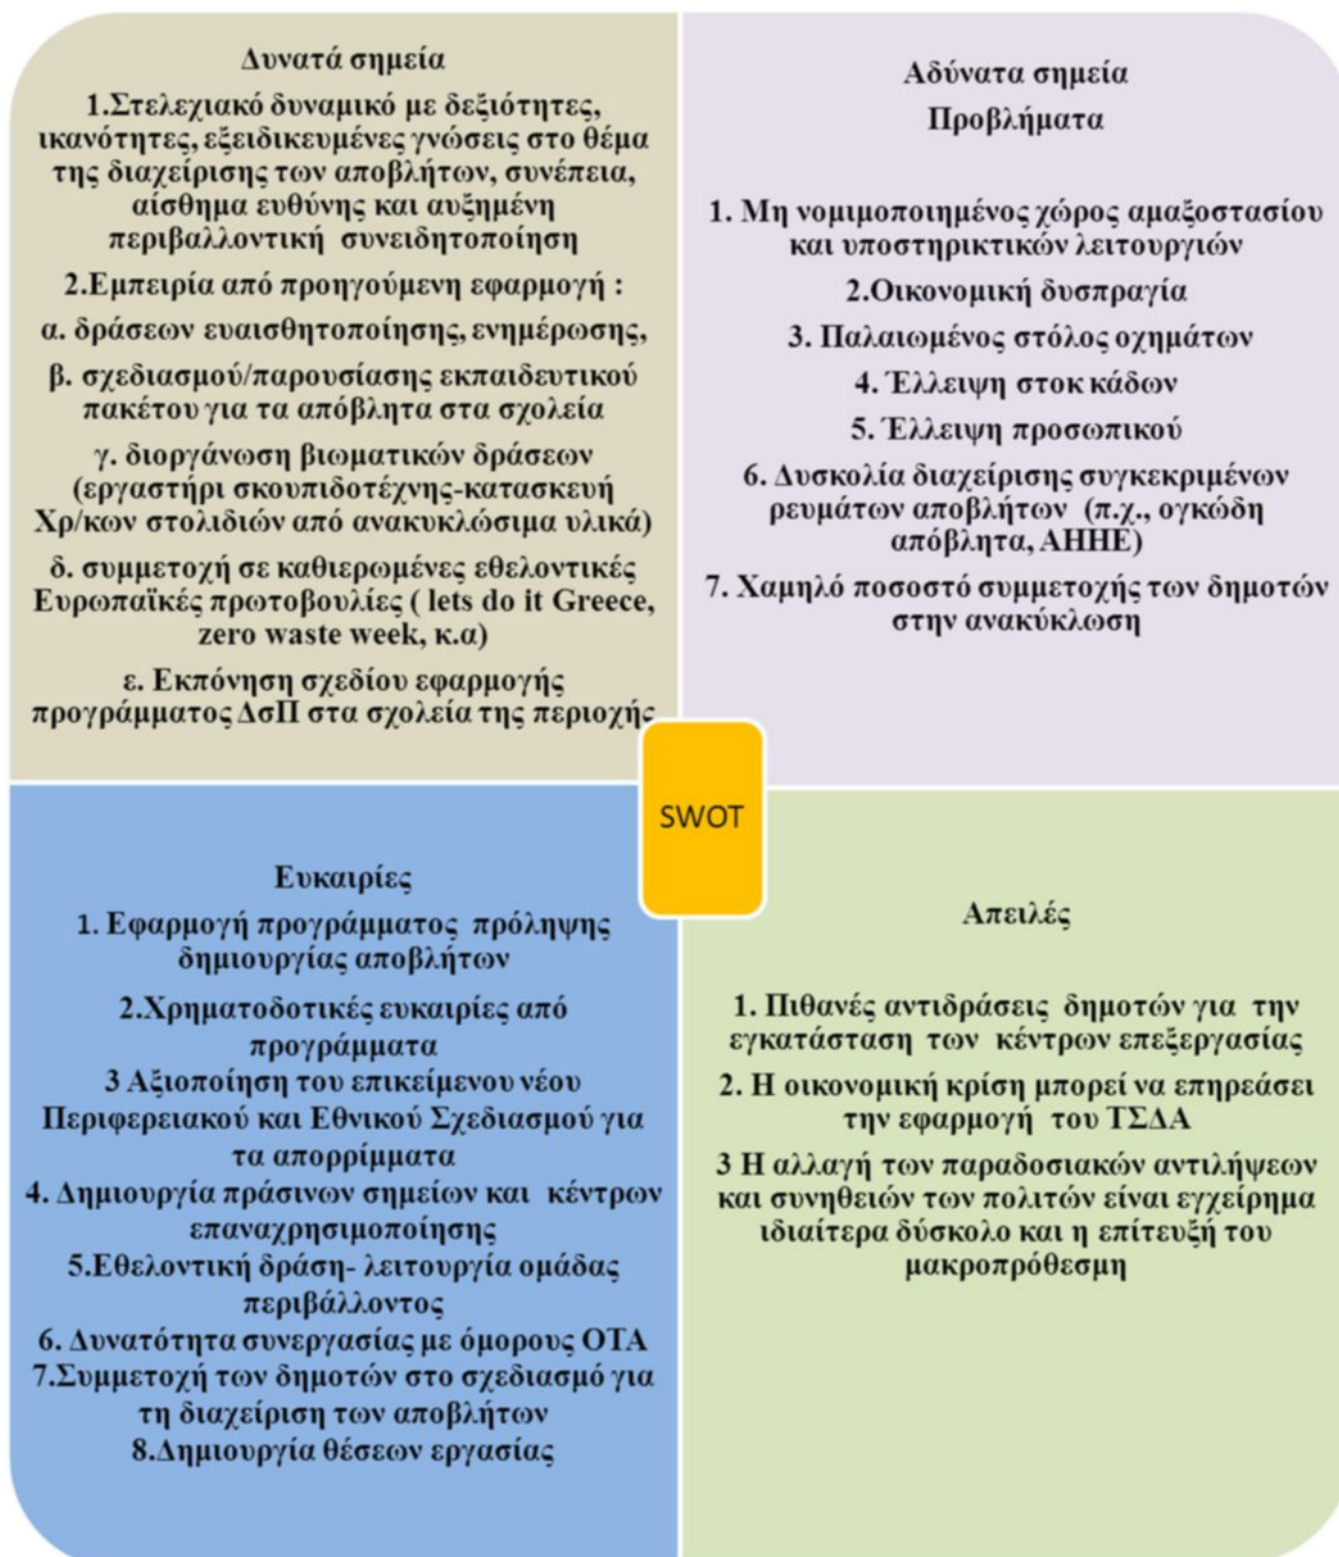 Δυνατά σημεία
1.Στελεχιακό δυναμικό με δεξιότητες,
ικανότητες, εξειδικευμένες γνώσεις στο θέμα
της διαχείρισης των αποβλήτων, συνέπεια,
αίσθημα ευθύνης και αυξημένη
περιβαλλοντική συνειδητοποίηση
2.Εμπειρία από προηγούμενη εφαρμογή :
α. δράσεων ευαισθητοποίησης, ενημέρωσης,
β. σχεδιασμού/παρουσίασης εκπαιδευτικού
πακέτου για τα απόβλητα στα σχολεία
γ. διοργάνωση βιωματικών δράσεων
(εργαστήρι σκουπιδοτέχνης-κατασκευή
Χρ/κων στολιδιών από ανακυκλώσιμα υλικά)
δ. συμμετοχή σε καθιερωμένες εθελοντικές
Ευρωπαϊκές πρωτοβουλίες ( lets do it Greece,
zero waste week, κ.α)
ε. Εκπόνηση σχεδίου εφαρμογής
προγράμματος ΔσΠ στα σχολεία της περιοχής
Αδύνατα σημεία
Προβλήματα
1. Μη νομιμοποιημένος χώρος αμαξοστασίου
και υποστηρικτικών λειτουργιών
2.Οικονομική δυσπραγία
3. Παλαιωμένος στόλος οχημάτων
4. Έλλειψη στοκ κάδων
5. Έλλειψη προσωπικού
6. Δυσκολία διαχείρισης συγκεκριμένων
ρευμάτων αποβλήτων (π.χ., ογκώδη
απόβλητα, ΑΗΗΕ)
7. Χαμηλό ποσοστό συμμετοχής των δημοτών
στην ανακύκλωση
SWOT
Ευκαιρίες
1. Εφαρμογή προγράμματος πρόληψης
δημιουργίας αποβλήτων
2.Χρηματοδοτικές ευκαιρίες από
προγράμματα
3 Αξιοποίηση του επικείμενου νέου
Περιφερειακού και Εθνικού Σχεδιασμού για
τα απορρίμματα
4. Δημιουργία πράσινων σημείων και κέντρων
επαναχρησιμοποίησης
5.Εθελοντική δράση- λειτουργία ομάδας
περιβάλλοντος
6. Δυνατότητα συνεργασίας με όμορους ΟΤΑ
7.Συμμετοχή των δημοτών στο σχεδιασμό για
τη διαχείριση των αποβλήτων
8.Δημιουργία θέσεων εργασίας
Απειλές
1. Πιθανές αντιδράσεις δημοτών για την
εγκατάσταση των κέντρων επεξεργασίας
2. Η οικονομική κρίση μπορεί να επηρεάσει
την εφαρμογή του ΤΣΔΑ
3 Η αλλαγή των παραδοσιακών αντιλήψεων
και συνηθειών των πολιτών είναι εγχείρημα
ιδιαίτερα δύσκολο και η επίτευξή του
μακροπρόθεσμη